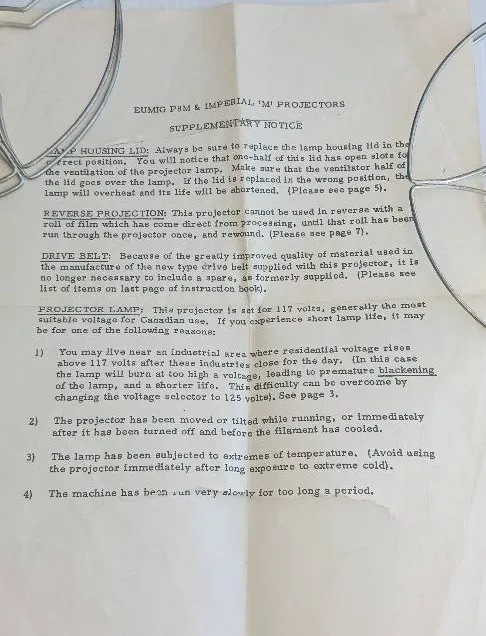 EUMIG P8M & IMPERIAL 'M' PROJECTORS
SUPPLEMENTARY NOTICE
LAMP HOUSING LID: Always be sure to replace the lamp housing lid in the
correct position. You will notice that one-half of this lid has open slots for
the ventilation of the projector lamp. Make sure that the ventilator half of
the lid goes over the lamp. If the lid is replaced in the wrong position, the
lamp will overheat and its life will be shortened. (Please see page 5).
REVERSE PROJECTION: This projector cannot be used in reverse with a
roll of film which has come direct from processing, until that roll has been
run through the projector once, and rewound. (Please see page 7).
DRIVE BELT: Because of the greatly improved quality of material used in
the manufacture of the new type drive belt supplied with this projector, it is
no longer necessary to include a spare, as formerly supplied. (Please see
list of items on last page of instruction book).
PROJECTOR LAMP: This projector is set for 117 volts, generally the most
suitable voltage for Canadian use. If you experience short lamp life, it may
be for one of the following reasons:
1) You may live near an industrial area where residential voltage rises
above 117 volts after these industries close for the day. (In this case
the lamp will burn at too high a voltage, leading to premature blackening
of the lamp, and a shorter life. This difficulty can be overcome by
changing the voltage selector to 125 volts). See page 3.
2) The projector has been moved or tilted while running, or immediately
after it has been turned off and before the filament has cooled.
3) The lamp has been subjected to extremes of temperature. (Avoid using
the projector immediately after long exposure to extreme cold).
4) The machine has been run very slowly for too long a period.